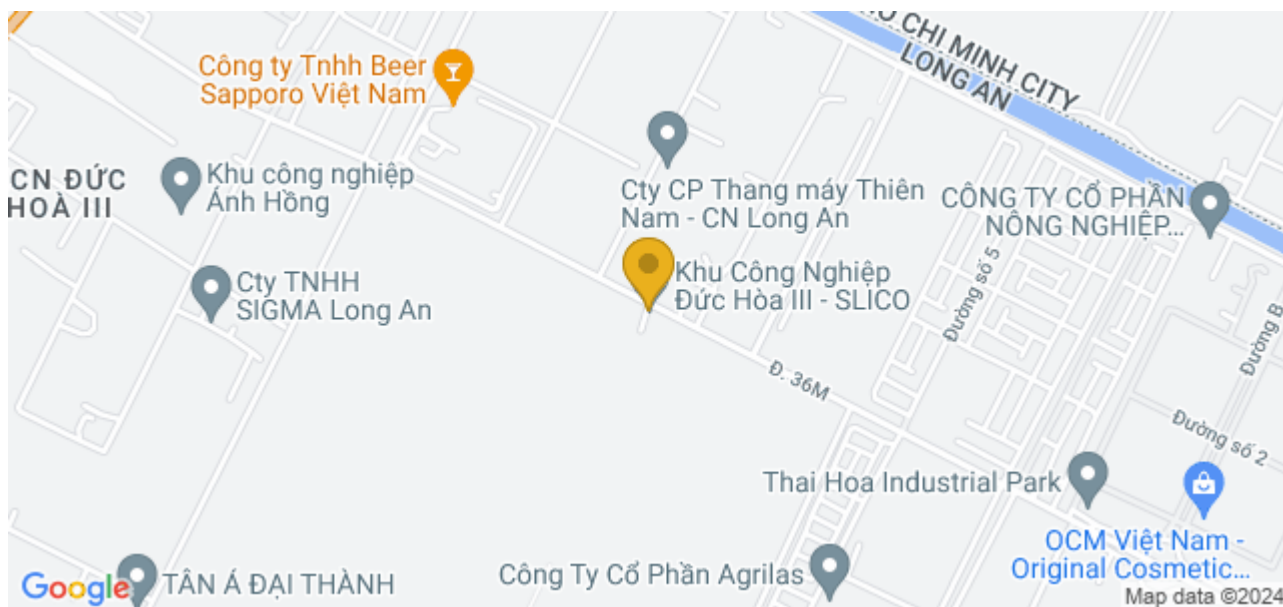 HO CHI MINH CITY
LONG AN
Công ty Tnhh Beer
Sapporo Việt Nam
CN ĐỨC
HOÀ III
Khu công nghiệp
Ánh Hồng
Cty CP Thang máy Thiên
Nam - CN Long An
CÔNG TY CỔ PHẦN
NÔNG NGHIỆP...
Cty TNHH
SIGMA Long An
Khu Công Nghiệp
Đức Hòa III - SLICO
Đường số 5
Đường B
Đ. 36M
Đường số 2
Thai Hoa Industrial Park
OCM Việt Nam -
Original Cosmetic...
Công Ty Cổ Phần Agrilas
TÂN Á ĐẠI THÀNH
Google
Map data ©2024